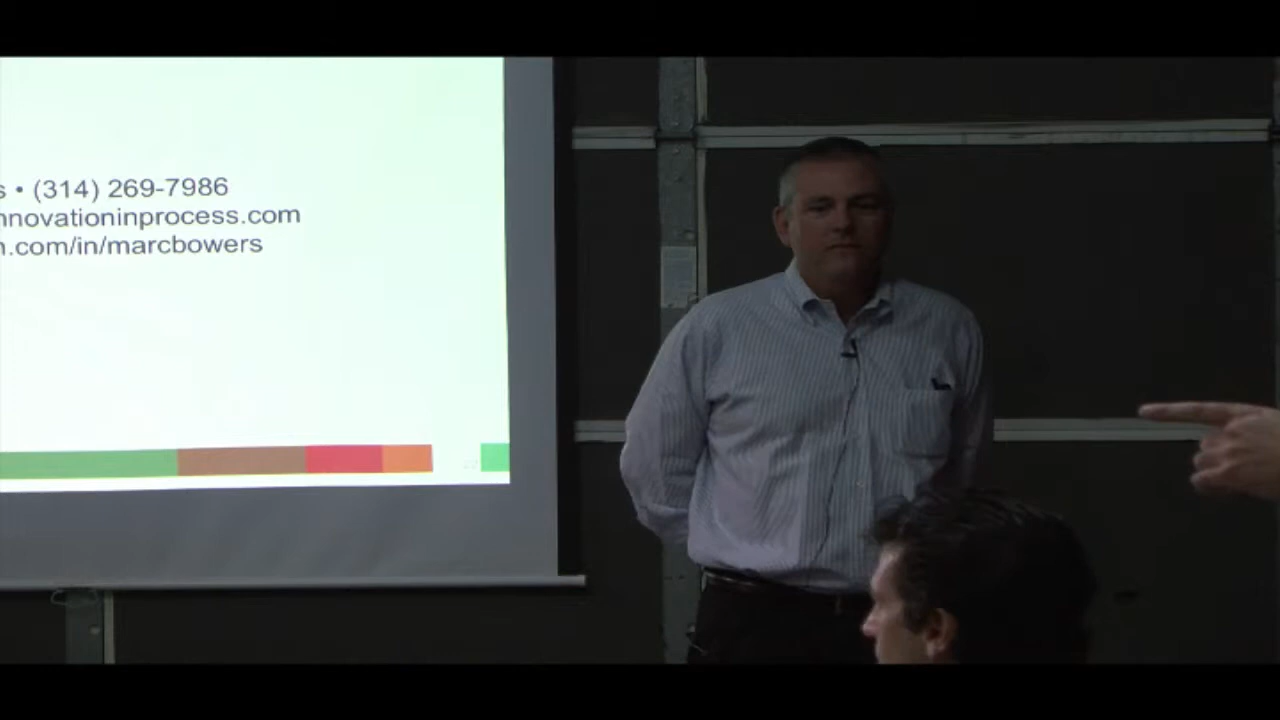 s • (314) 269-7986
nnovationinprocess.com
n.com/in/marcbowers